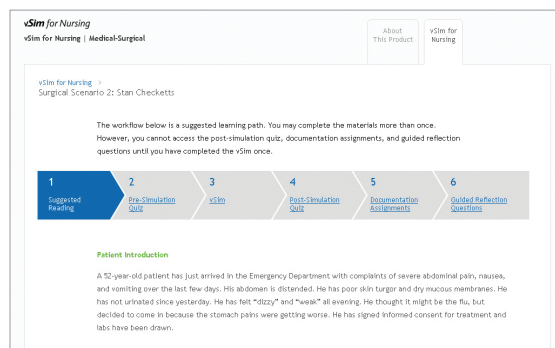 vSim for Nursing
vSim for Nursing | Medical-Surgical
About
This Product
vSim for
Nursing
vSim for Nursing >
Surgical Scenario 2: Stan Checketts
The workflow below is a suggested learning path. You may complete the materials more than once.
However, you cannot access the post-simulation quiz, documentation assignments, and guided reflection
questions until you have completed the vSim once.
1
Suggested
Reading
2
Pre-Simulation
Quiz
3
vSim
4
Post-Simulation
Quiz
5
Documentation
Assignments
6
Guided Reflection
Questions
Patient Introduction
A 52-year-old patient has just arrived in the Emergency Department with complaints of severe abdominal pain, nausea,
and vomiting over the last few days. His abdomen is distended. He has poor skin turgor and dry mucous membranes. He
has not urinated since yesterday. He has felt “dizzy” and “weak” all evening. He thought it might be the flu, but
decided to come in because the stomach pains were getting worse. He has signed informed consent for treatment and
labs have been drawn.